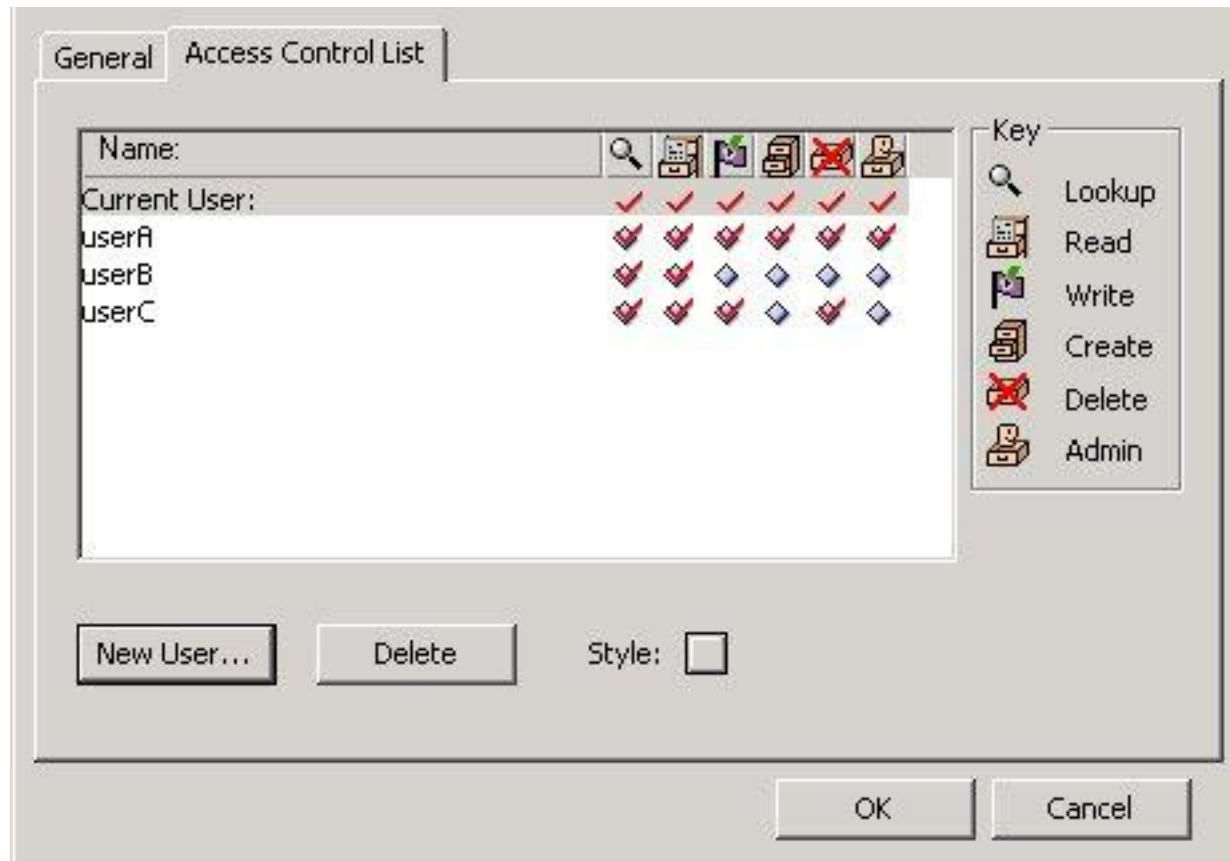 General
Access Control List
Name:
Current User:
userA
userB
userC
Key
Lookup
Read
Write
Create
Delete
Admin
New User...
Delete
Style:
OK
Cancel